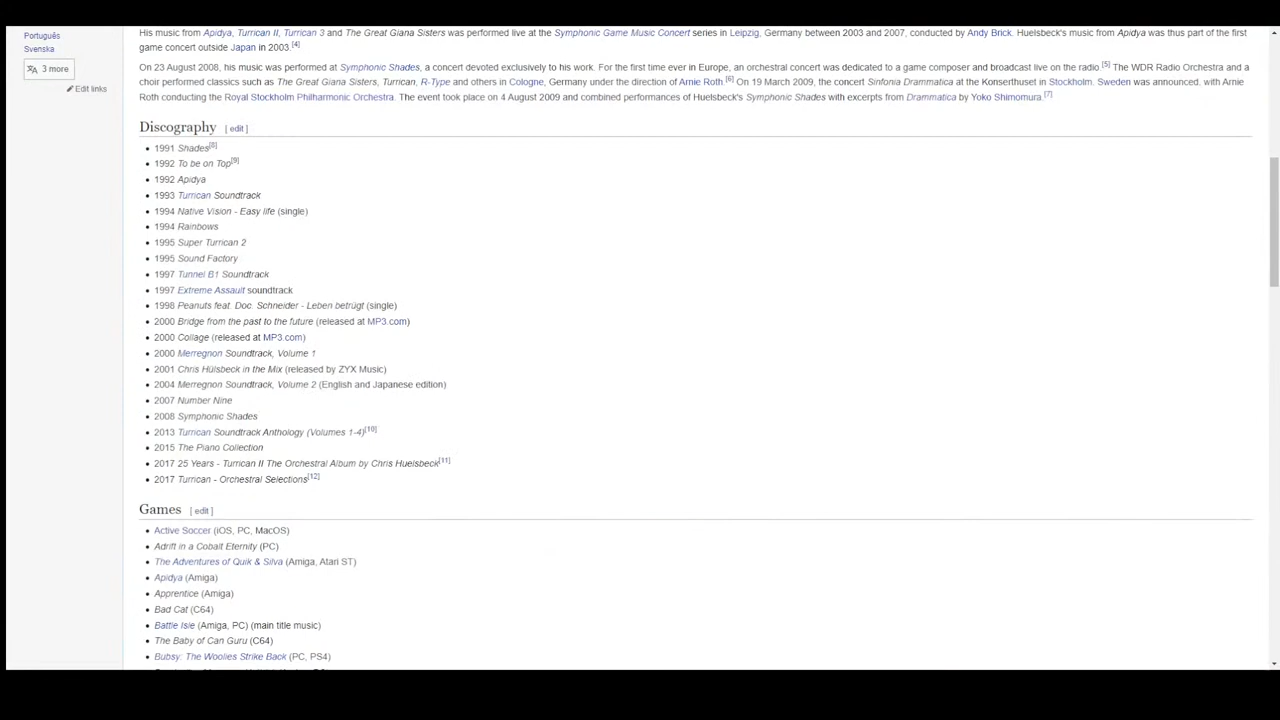 Português
Svenska
3 more
Edit links
His music from Apidya, Turrican II, Turrican 3 and The Great Giana Sisters was performed live at the Symphonic Game Music Concert series in Leipzig, Germany between 2003 and 2007, conducted by Andy Brick. Huelsbeck's music from Apidya was thus part of the first
game concert outside Japan in 2003.[4]
On 23 August 2008, his music was performed at Symphonic Shades, a concert devoted exclusively to his work. For the first time ever in Europe, an orchestral concert was dedicated to a game composer and broadcast live on the radio.[5] The WDR Radio Orchestra and a
choir performed classics such as The Great Giana Sisters, Turrican, R-Type and others in Cologne, Germany under the direction of Arnie Roth.[6] On 19 March 2009, the concert Sinfonia Drammatica at the Konserthuset in Stockholm. Sweden was announced. with Arnie
Roth conducting the Royal Stockholm Philharmonic Orchestra. The event took place on 4 August 2009 and combined performances of Huelsbeck's Symphonic Shades with excerpts from Drammatica by Yoko Shimomura.[7]
Discography [ edit ]
• 1991 Shades[8]
• 1992 To be on Top[9]
• 1992 Apidya
• 1993 Turrican Soundtrack
• 1994 Native Vision - Easy life (single)
• 1994 Rainbows
• 1995 Super Turrican 2
• 1995 Sound Factory
• 1997 Tunnel B1 Soundtrack
• 1997 Extreme Assault soundtrack
• 1998 Peanuts feat. Doc. Schneider - Leben betrügt (single)
• 2000 Bridge from the past to the future (released at MP3.com)
• 2000 Collage (released at MP3.com)
• 2000 Merregnon Soundtrack, Volume 1
• 2001 Chris Hülsbeck in the Mix (released by ZYX Music)
• 2004 Merregnon Soundtrack, Volume 2 (English and Japanese edition)
• 2007 Number Nine
• 2008 Symphonic Shades
• 2013 Turrican Soundtrack Anthology (Volumes 1-4)[10]
• 2015 The Piano Collection
• 2017 25 Years - Turrican II The Orchestral Album by Chris Huelsbeck[11]
• 2017 Turrican - Orchestral Selections[12]
Games [ edit ]
• Active Soccer (iOS, PC, MacOS)
• Adrift in a Cobalt Eternity (PC)
• The Adventures of Quik & Silva (Amiga, Atari ST)
• Apidya (Amiga)
• Apprentice (Amiga)
• Bad Cat (C64)
• Battle Isle (Amiga, PC) (main title music)
• The Baby of Can Guru (C64)
• Bubsy: The Woolies Strike Back (PC, PS4)